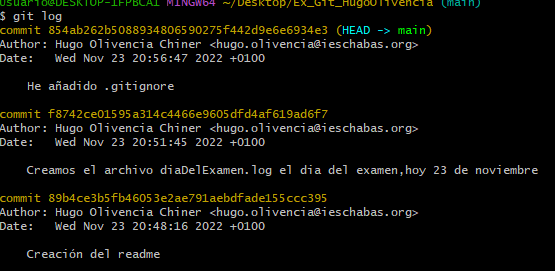 Usuario@DESKTOP-IFPBCAI MINGW64 ~/Desktop/Ex_Git_HugoOlivencia (main)
$ git log
commit 854ab262b5088934806590275f442d9e6e6934e3 (HEAD -> main)
Author: Hugo Olivencia Chiner <hugo.olivencia@ieschabas.org>
Date:   Wed Nov 23 20:56:47 2022 +0100
He añadido .gitignore
commit f8742ce01595a314c4466e9605dfd4af619ad6f7
Author: Hugo Olivencia Chiner <hugo.olivencia@ieschabas.org>
Date:   Wed Nov 23 20:51:45 2022 +0100
Creamos el archivo diaDelExamen.log el dia del examen,hoy 23 de noviembre
commit 89b4ce3b5fb46053e2ae791aebdfade155ccc395
Author: Hugo Olivencia Chiner <hugo.olivencia@ieschabas.org>
Date:   Wed Nov 23 20:48:16 2022 +0100
Creación del readme